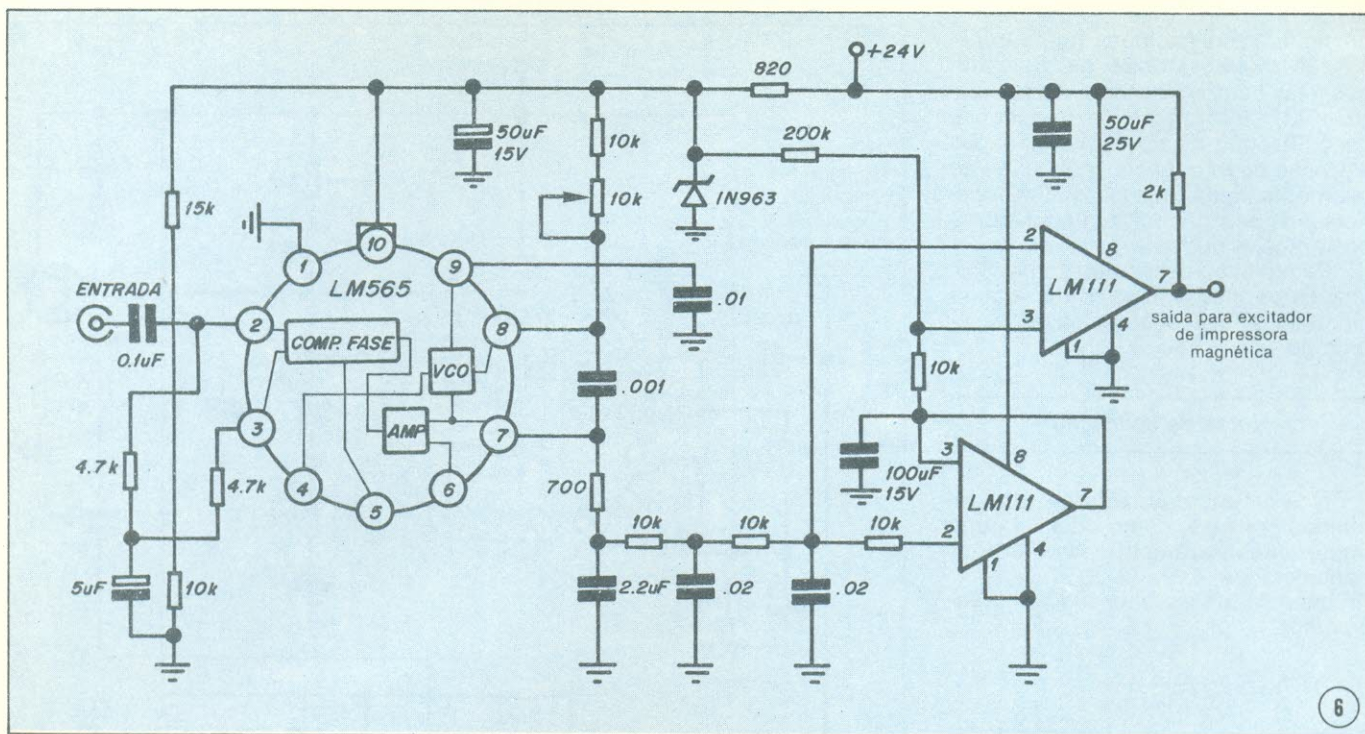 +24V
820
50uF
15V
10k
200k
50uF
25V
2k
15k
10k
1N963
10
1
9
LM565
.01
2
8
7
LM111
ENTRADA
2
8
3
4
1
saída para excitador
de impressora
magnética
0.1uF
COMP. FASE
VCO
.001
10k
3
AMP
7
4.7k
4.7k
4
5
6
700
100uF
15V
3
8
7
LM111
10k
10k
10k
2
4
1
5uF
10k
2.2uF
.02
.02
6